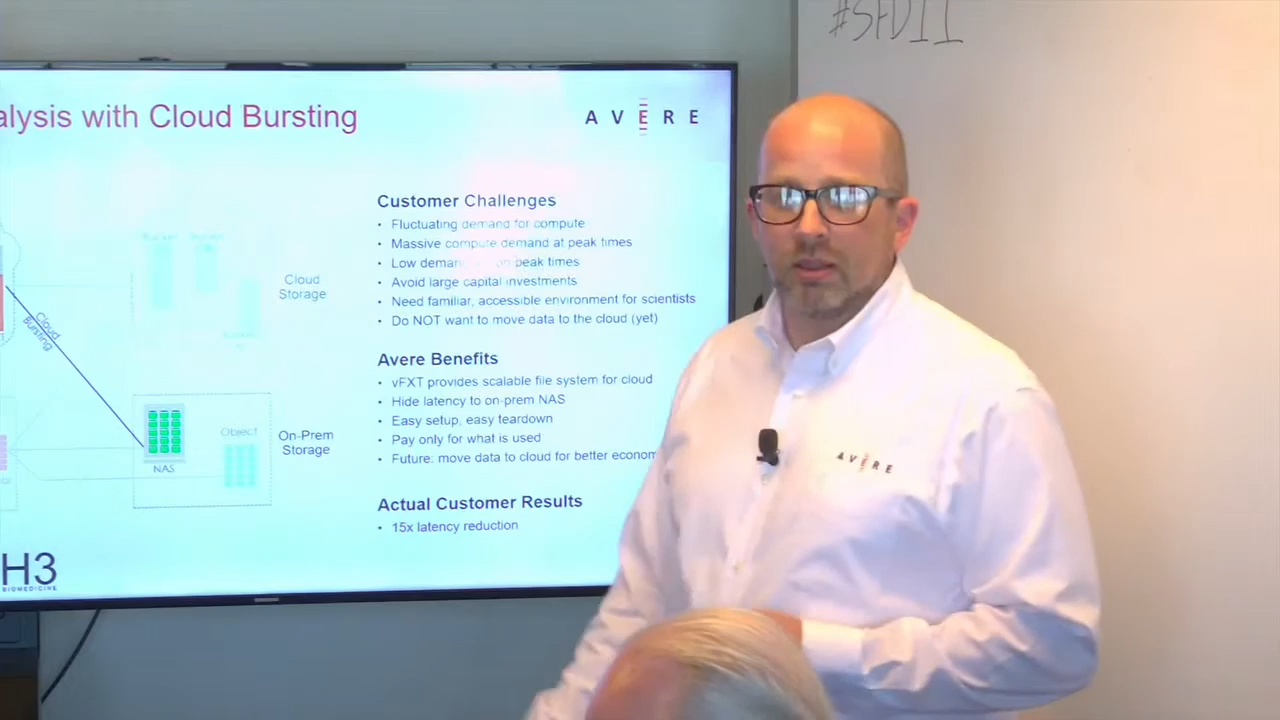 #SFD11
alysis with Cloud Bursting
AVERE
Customer Challenges
• Fluctuating demand for compute
• Massive compute demand at peak times
• Low deman peak times
• Avoid large capital investments
• Need familiar, accessible environment for scientists
• Do NOT want to move data to the cloud (yet)
Avere Benefits
• vFXT provides scalable file system for cloud
• Hide latency to on-prem NAS
• Easy setup, easy teardown
• Pay only for what is used
• Future: move data to cloud for better econom
Actual Customer Results
• 15x latency reduction
Cloud
Storage
Cloud
Bursting
NAS
Object
On-Prem
Storage
H3
BIOMEDICINE
AVERE